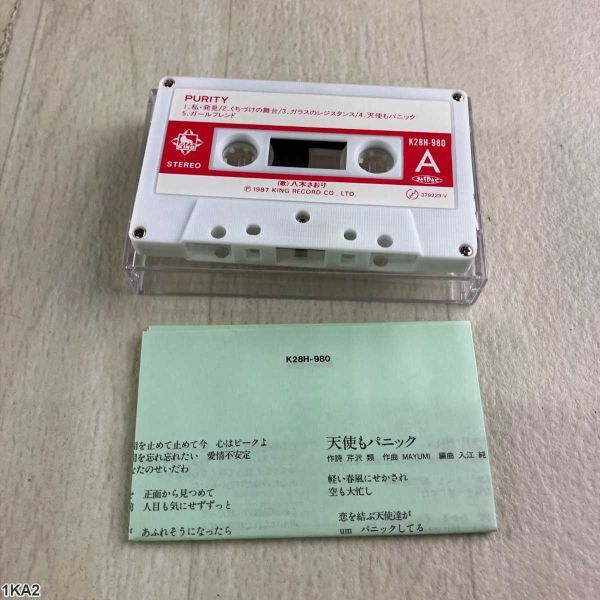 PURITY
1.私・発見/2.くちづけの舞台/3.ガラスのレジスタンス/4.天使もパニック
5.ガールフレンド
KING
STEREO
K28H-980
A
379223 V
(歌)八木さおり
Ⓟ1987 KING RECORD CO., LTD.
K28H-980
を止めて止めて今 心はピークよ
を忘れ忘れたい 愛情不安定
たのせいだわ
正面から見つめて
人目も気にせずずっと
があふれそうになったら
天使もパニック
作詩 芹沢 類 作曲 MAYUMI 編曲 入江 純
軽い春風にせかされ
空も大忙し
恋を結ぶ天使達が
um パニックしてる
1KA2